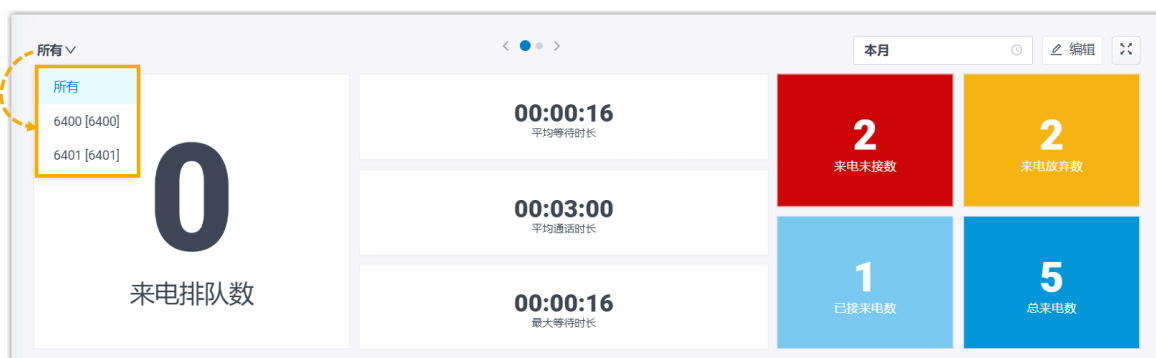 所有
本月
编辑
所有
6400 [6400]
6401 [6401]
0
来电排队数
00:00:16
平均等待时长
00:03:00
平均通话时长
00:00:16
最大等待时长
2
来电未接数
2
来电放弃数
1
已接来电数
5
总来电数